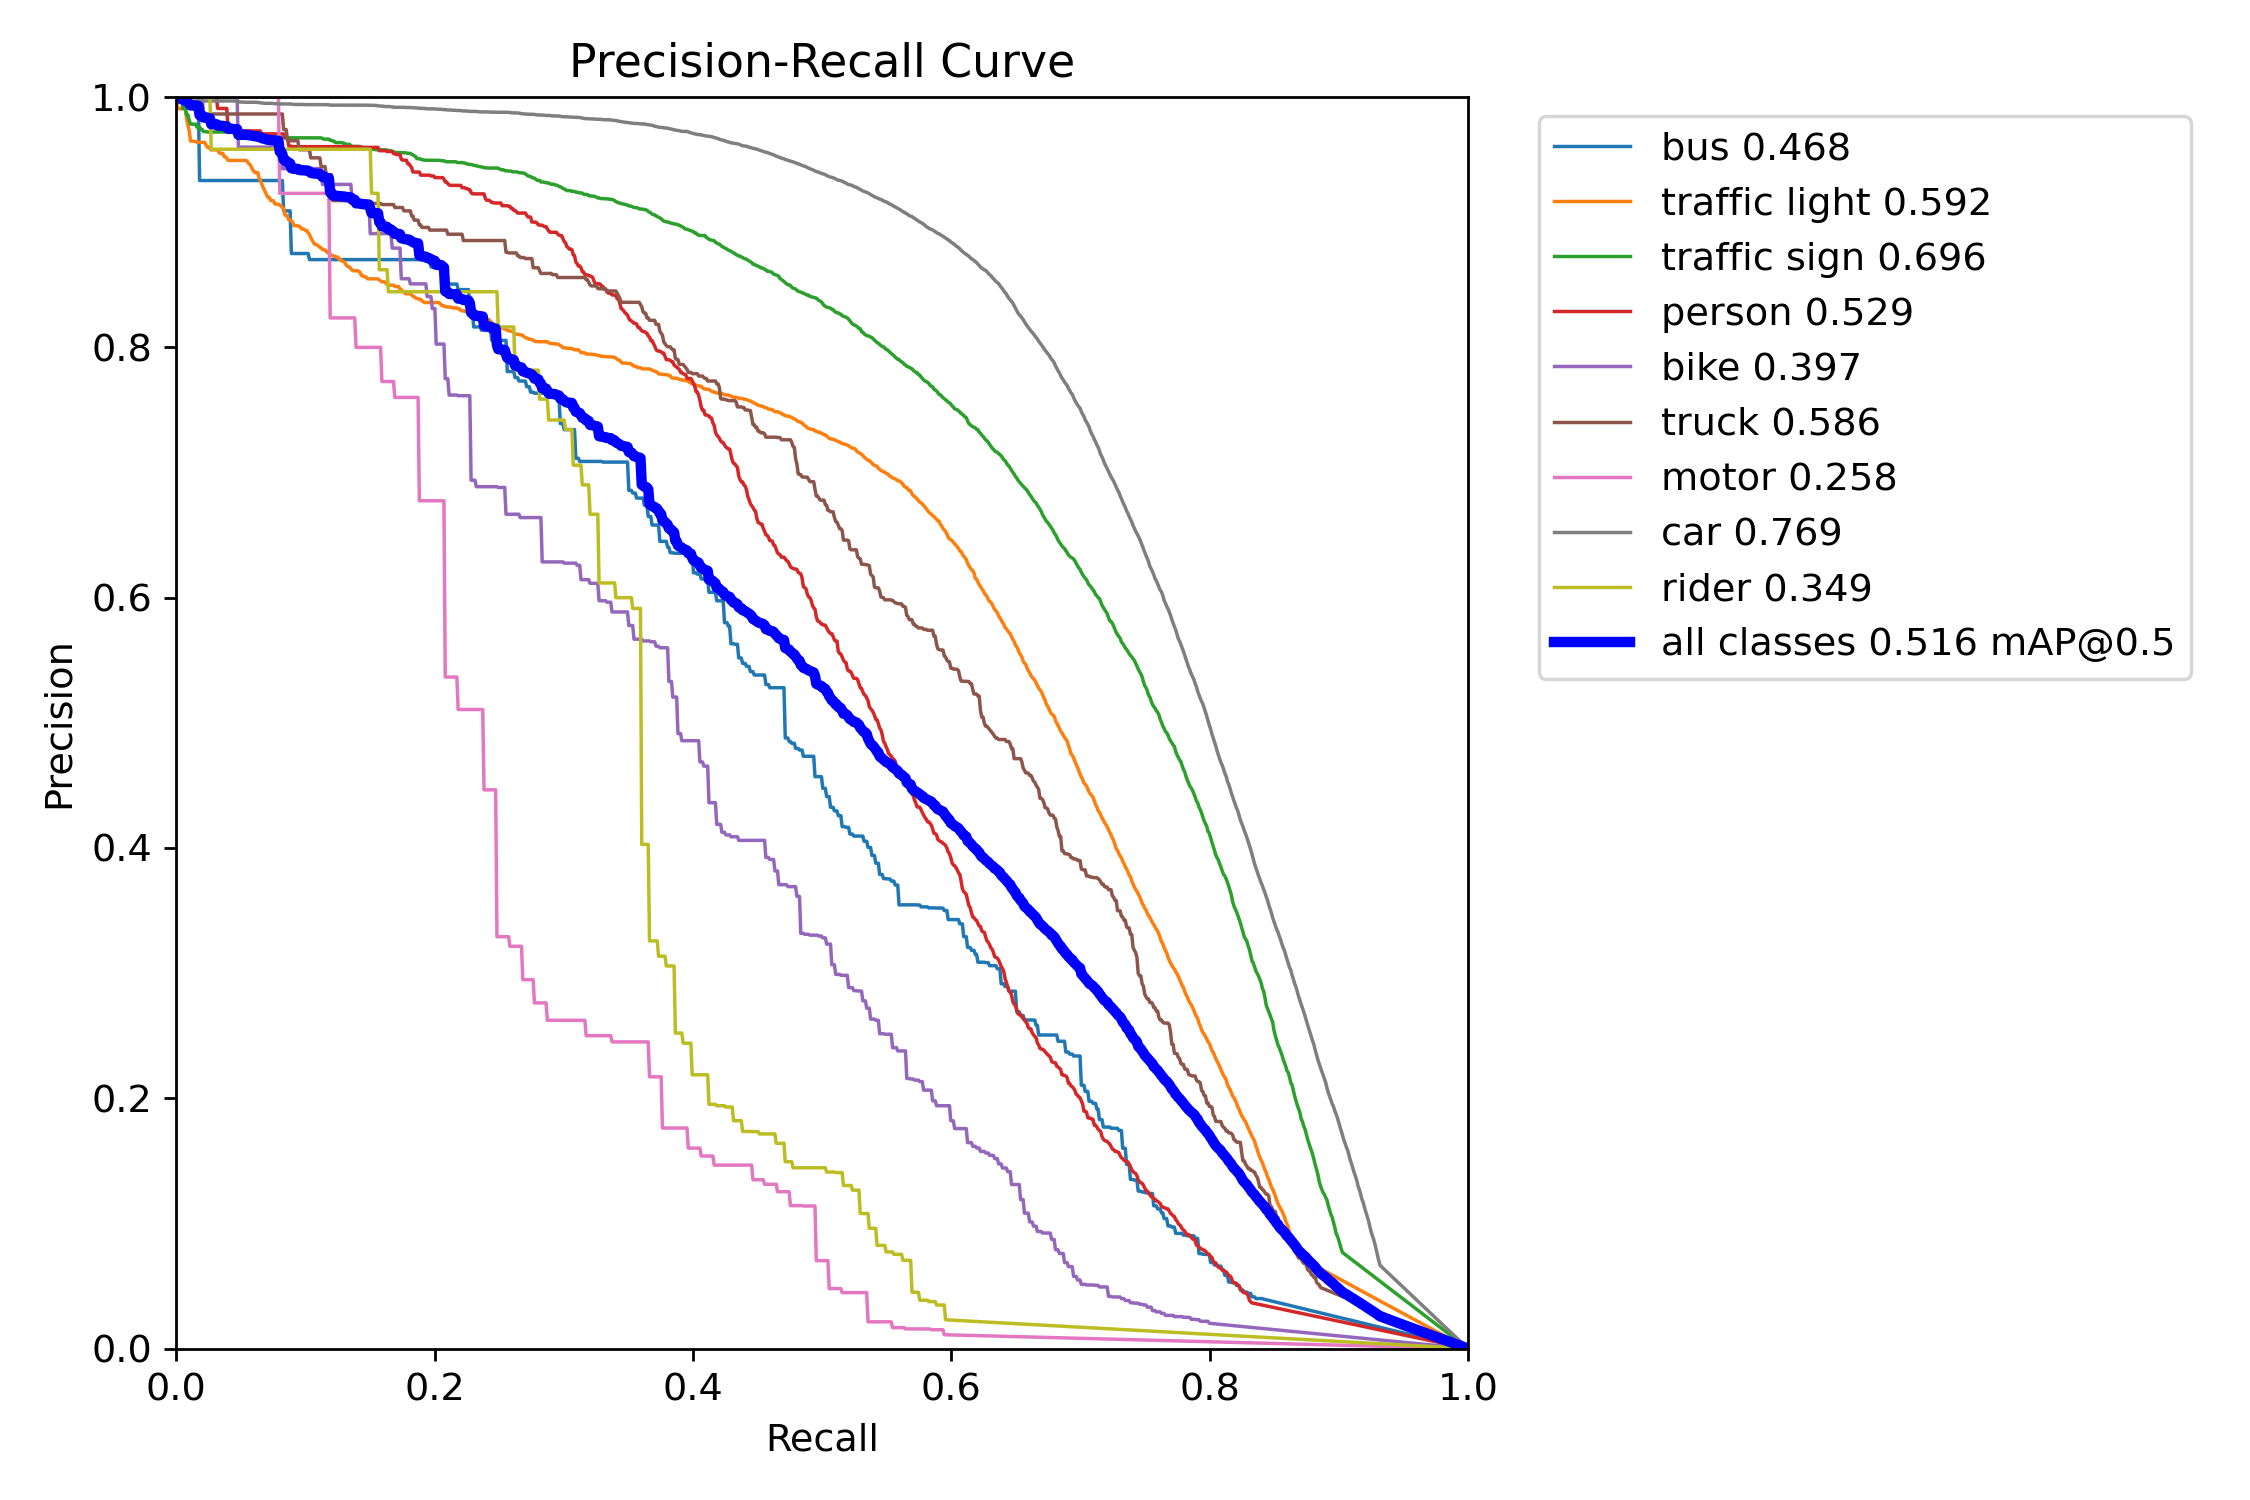 Precision-Recall Curve
1.0
0.8
0.6
0.4
0.2
0.0
Precision
0.0 0.2 0.4 0.6 0.8 1.0
Recall
bus 0.468
traffic light 0.592
traffic sign 0.696
person 0.529
bike 0.397
truck 0.586
motor 0.258
car 0.769
rider 0.349
all classes 0.516 mAP@0.5